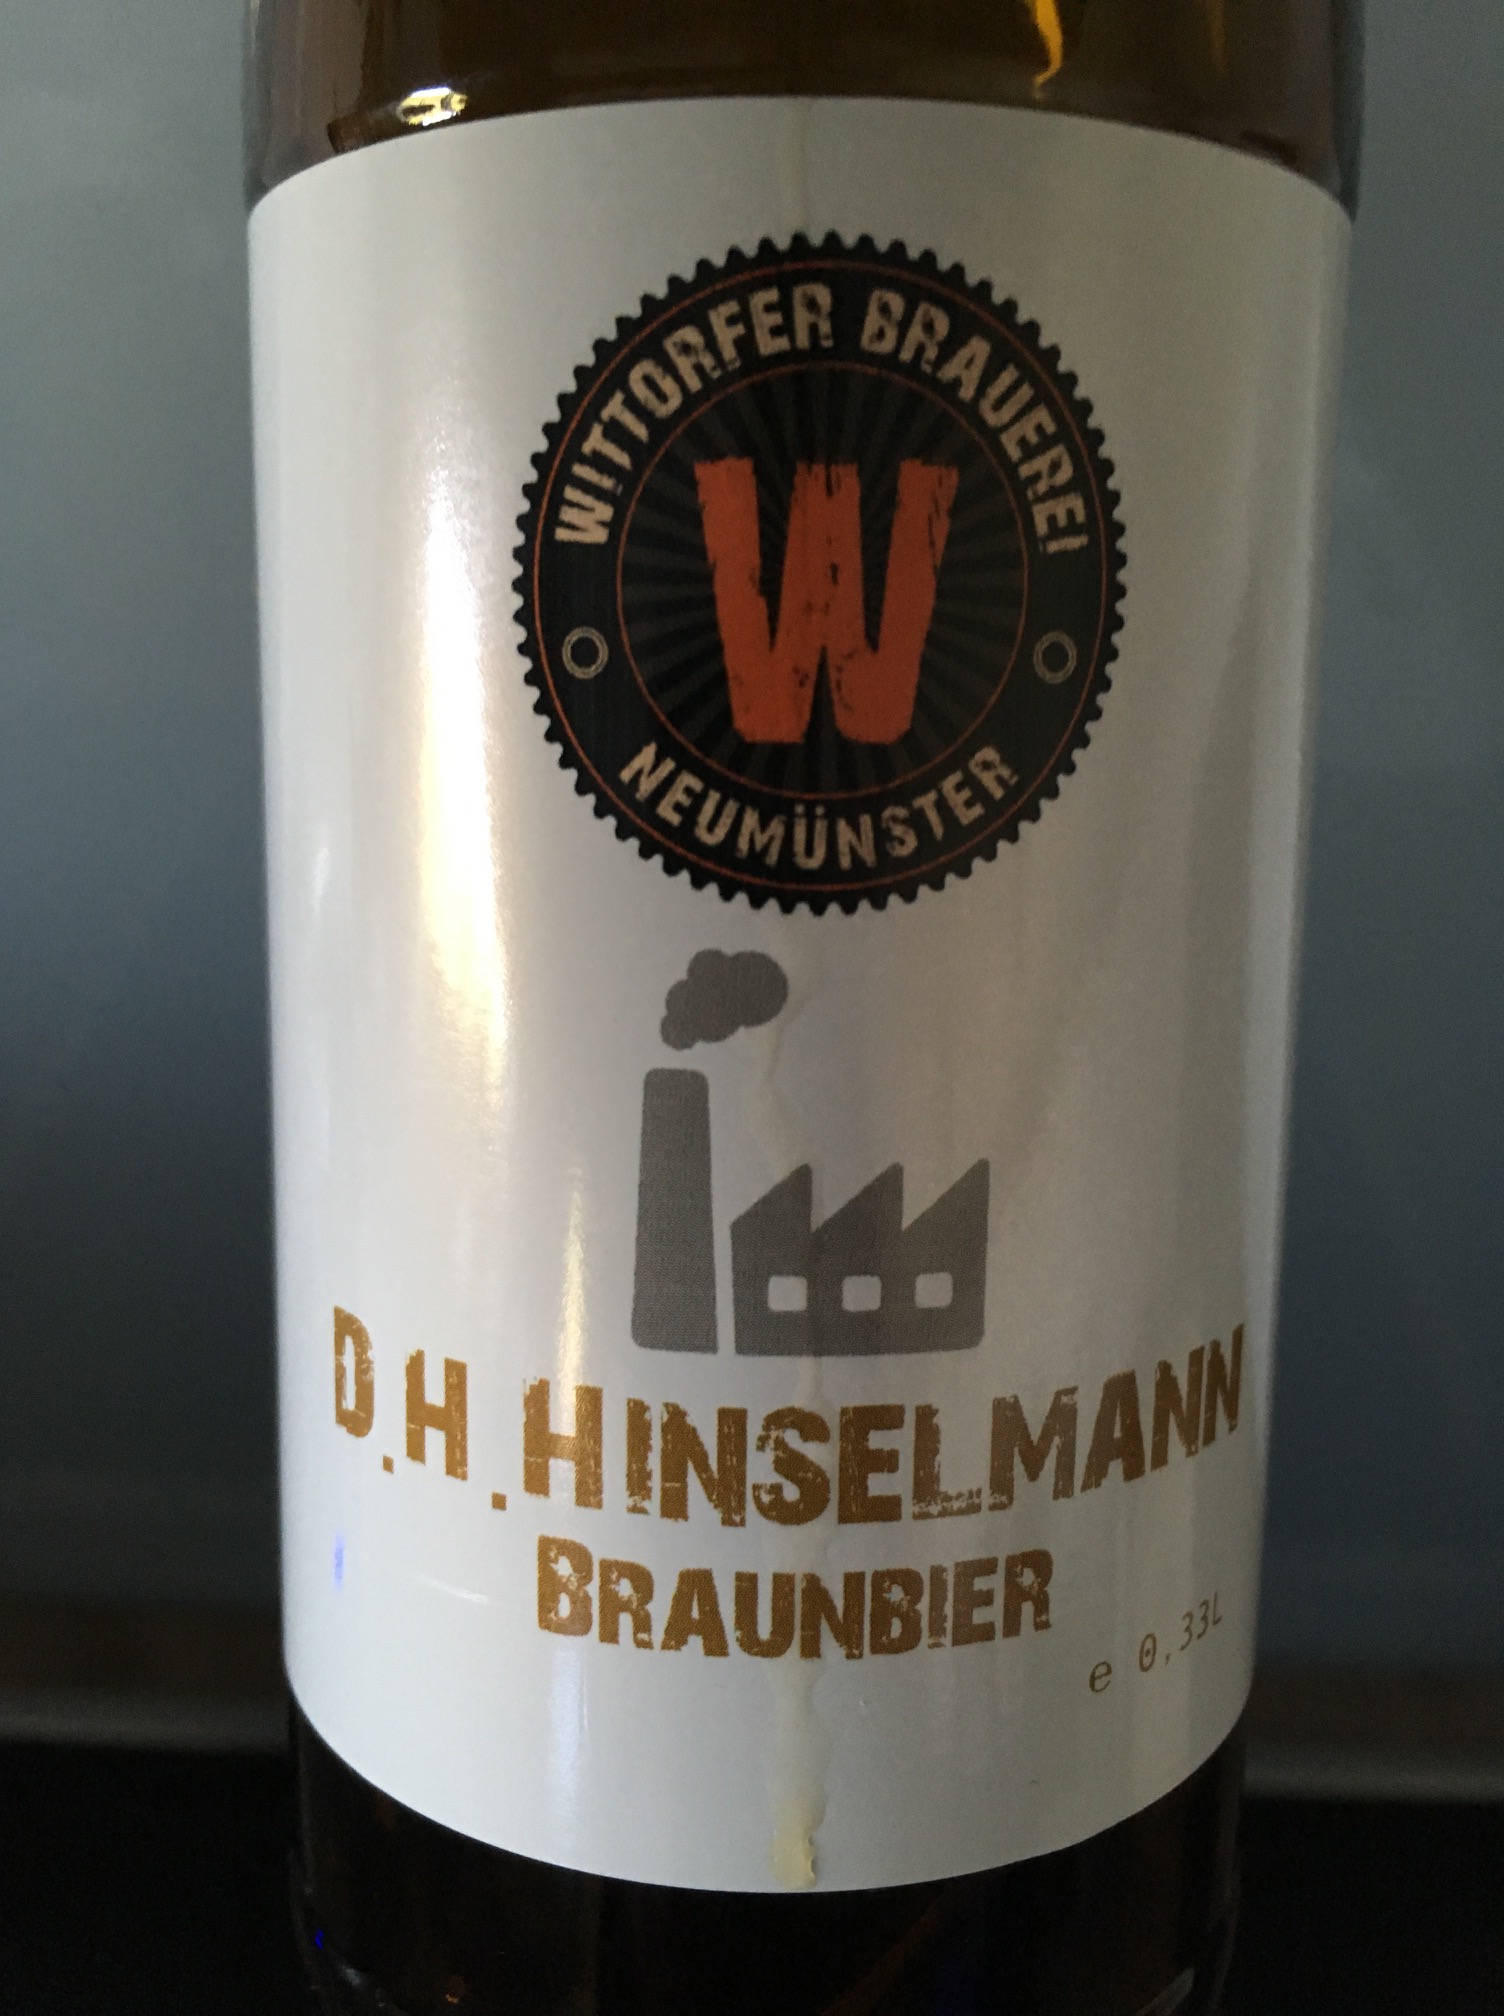 WITTORFER BRAUEREI
W
NEUMÜNSTER
D.H.HINSELMANN
BRAUNBIER
e 0,33L